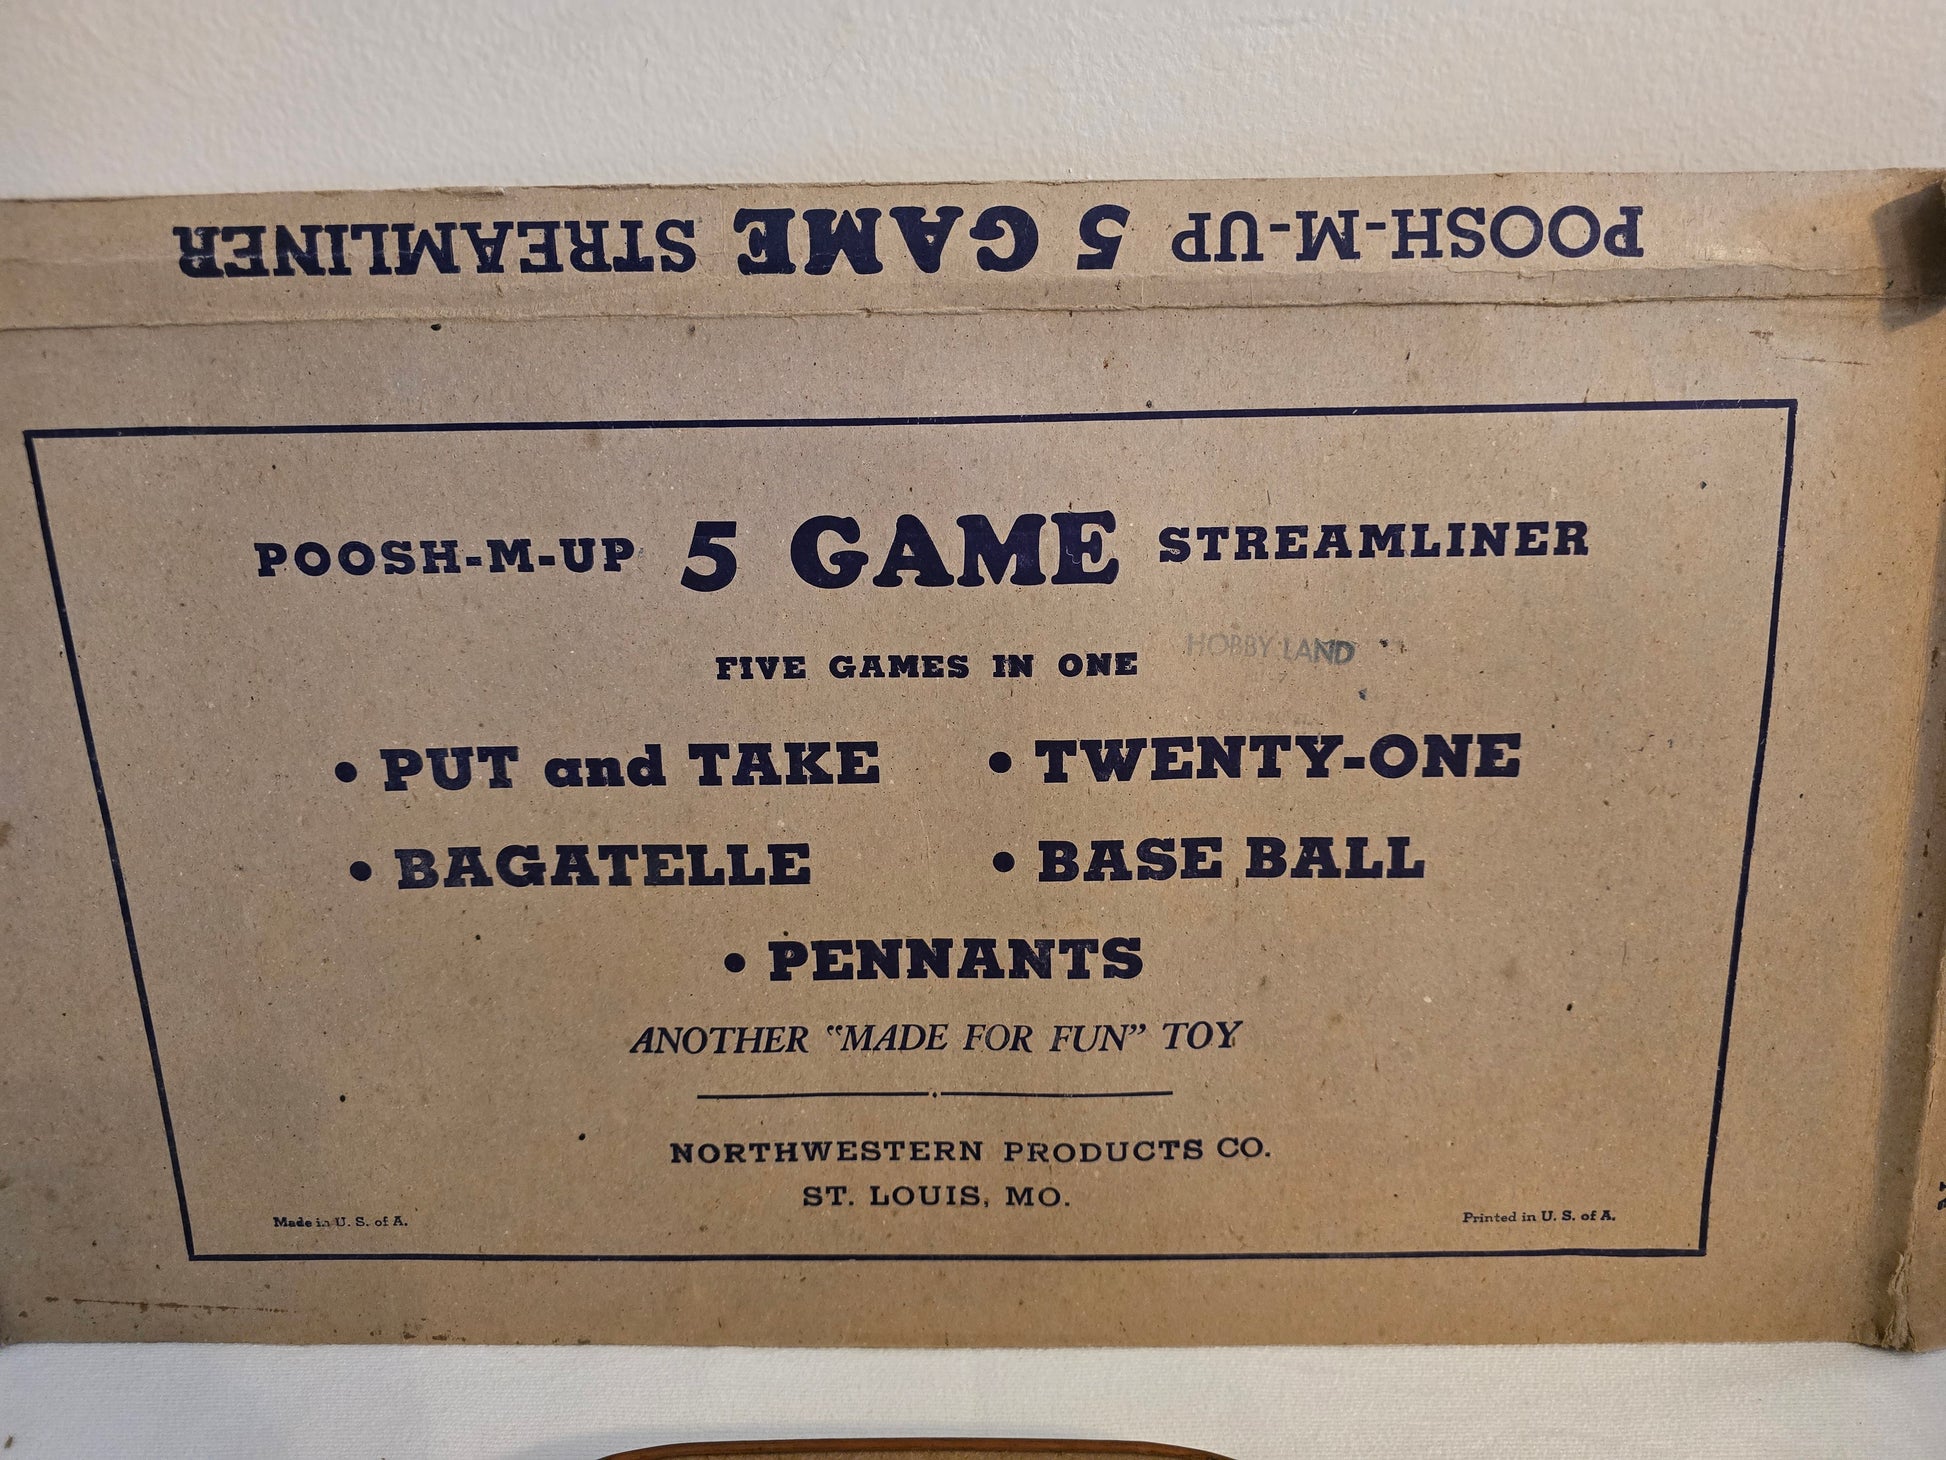 POOSH-M-UP 5 GAME STREAMLINER
POOSH-M-UP 5 GAME STREAMLINER
FIVE GAMES IN ONE
HOBBY LAND
• PUT and TAKE • TWENTY-ONE
• BAGATELLE • BASE BALL
• PENNANTS
ANOTHER "MADE FOR FUN" TOY
NORTHWESTERN PRODUCTS CO.
ST. LOUIS, MO.
Made in U. S. of A. Printed in U. S. of A.